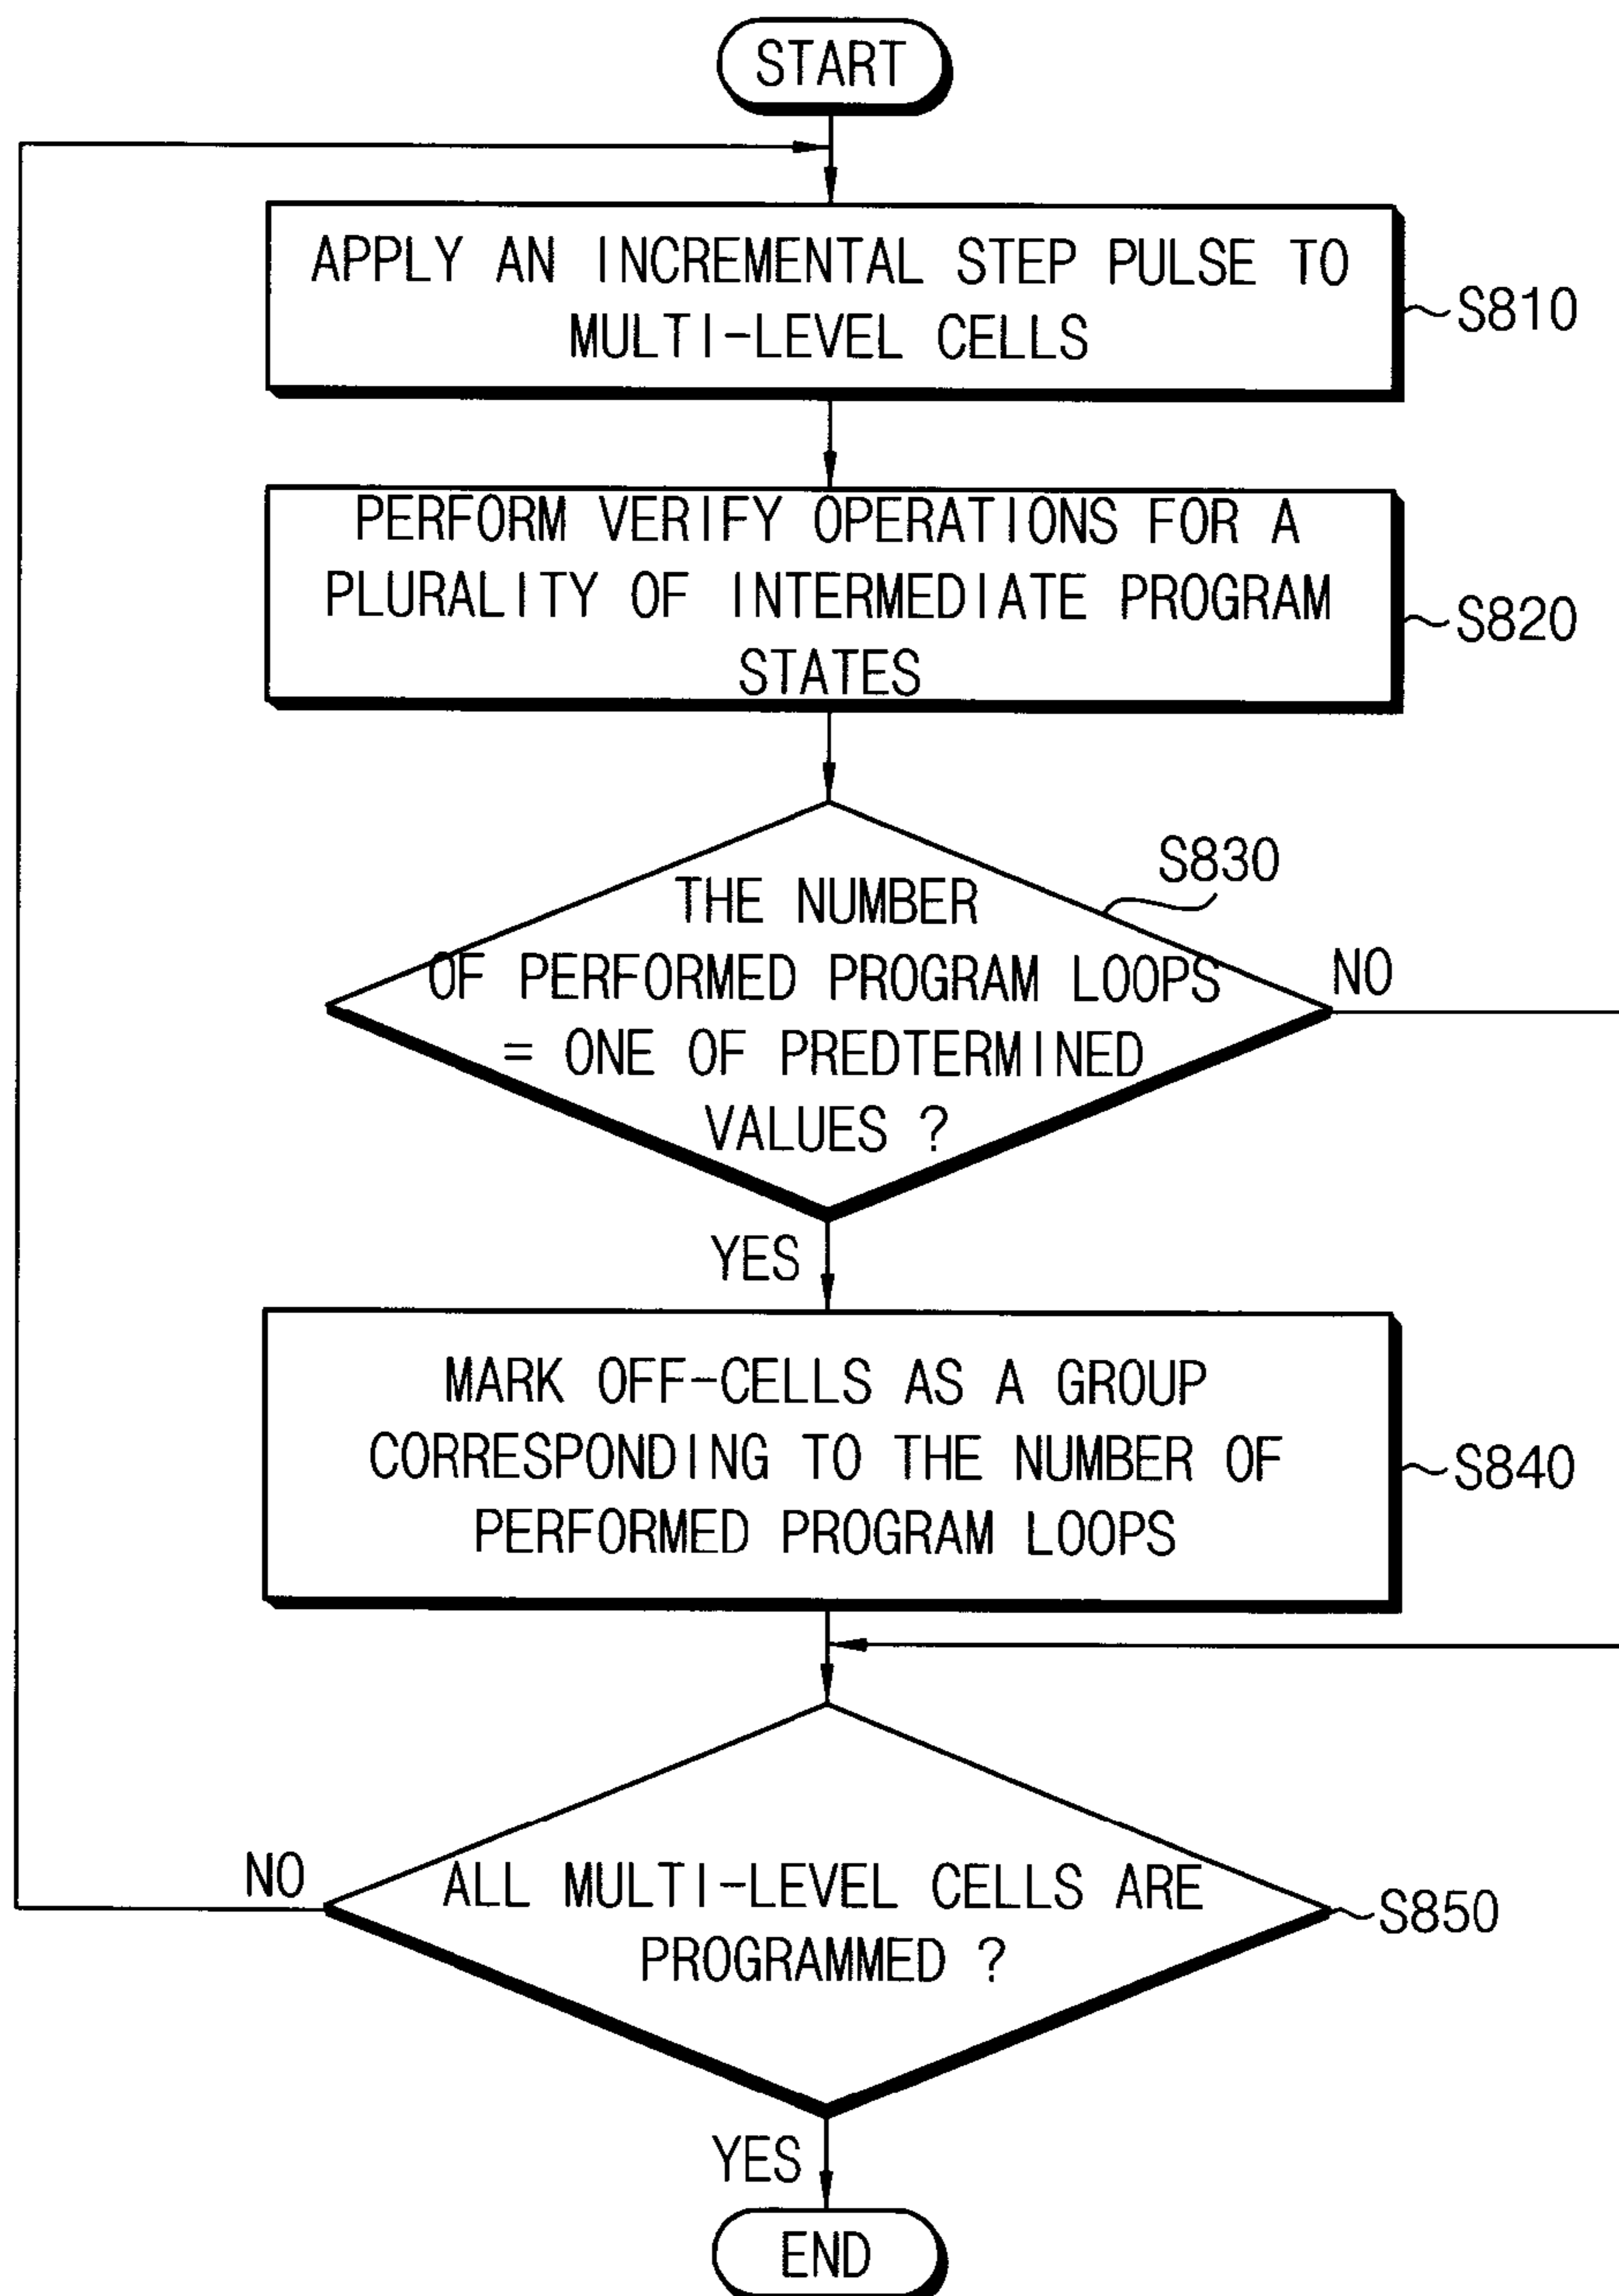 START
APPLY AN INCREMENTAL STEP PULSE TO
MULTI-LEVEL CELLS
S810
PERFORM VERIFY OPERATIONS FOR A
PLURALITY OF INTERMEDIATE PROGRAM
STATES
S820
S830
THE NUMBER
OF PERFORMED PROGRAM LOOPS
= ONE OF PREDTERMINED
VALUES ?
NO
YES
MARK OFF-CELLS AS A GROUP
CORRESPONDING TO THE NUMBER OF
PERFORMED PROGRAM LOOPS
S840
NO
ALL MULTI-LEVEL CELLS ARE
PROGRAMMED ?
S850
YES
END